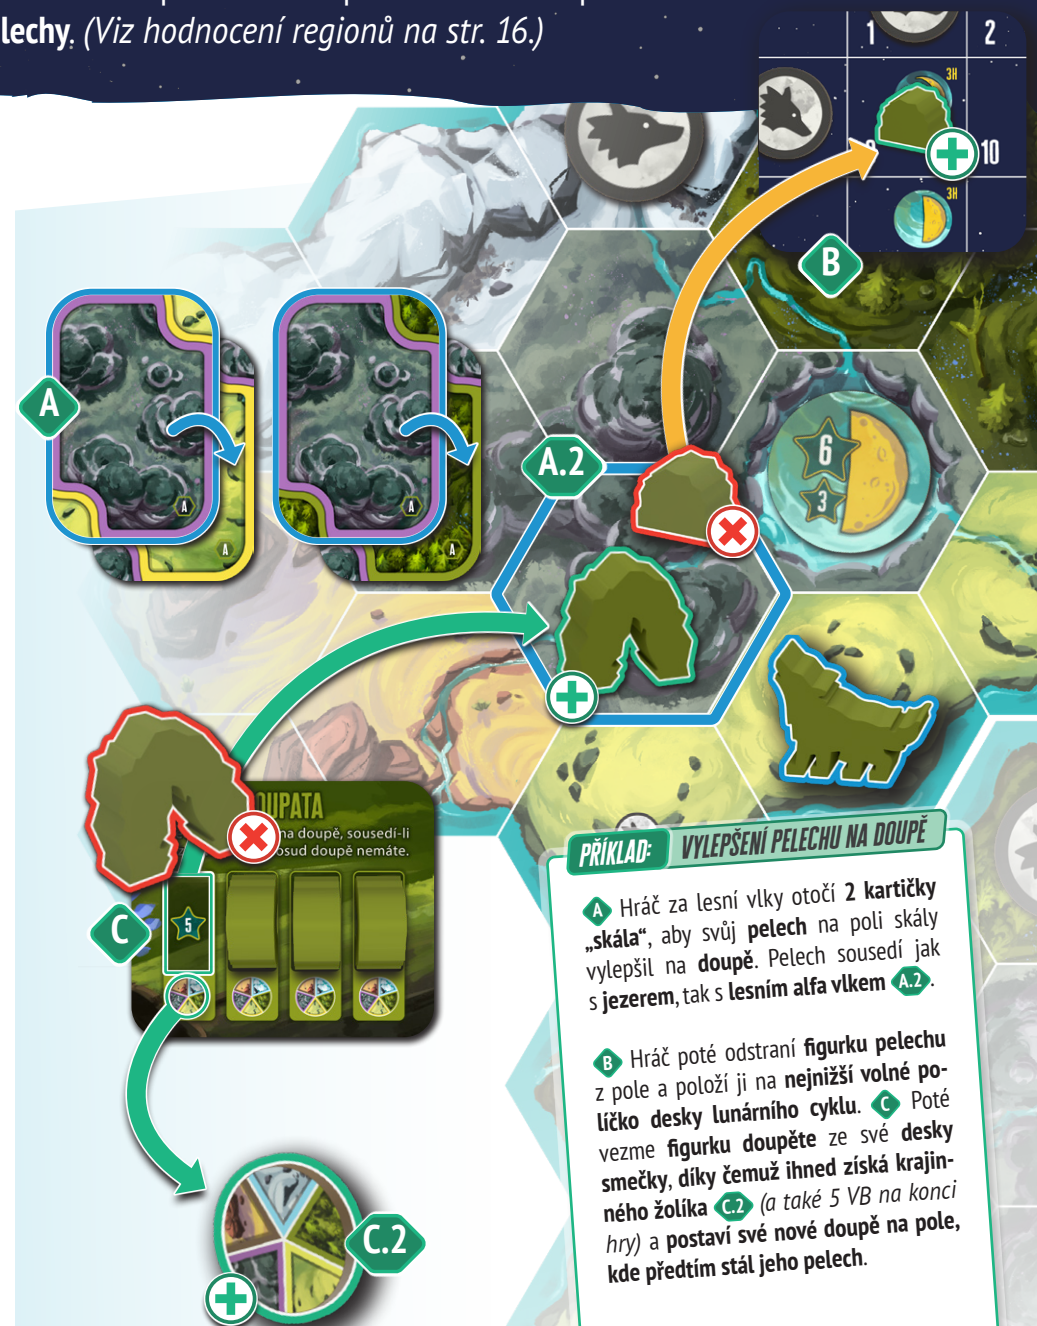 lechy. (Viz hodnocení regionů na str. 16.)
1
2
3H
10
3H
B
A
A
A
A
A
A.2
6
3
OUPATA
na doupě, sousedí-li
osud doupě nemáte.
C
5
C.2
PŘÍKLAD: VYLEPŠENÍ PELECHU NA DOUPĚ
A Hráč za lesní vlky otočí 2 kartičky
„skála“, aby svůj pelech na poli skály
vylepšil na doupě. Pelech sousedí jak
s jezerem, tak s lesním alfa vlkem A.2.
B Hráč poté odstraní figurku pelechu
z pole a položí ji na nejnižší volné po-
líčko desky lunárního cyklu. C Poté
vezme figurku doupěte ze své desky
smečky, díky čemuž ihned získá krajin-
ného žolíka C.2 (a také 5 VB na konci
hry) a postaví své nové doupě na pole,
kde předtím stál jeho pelech.